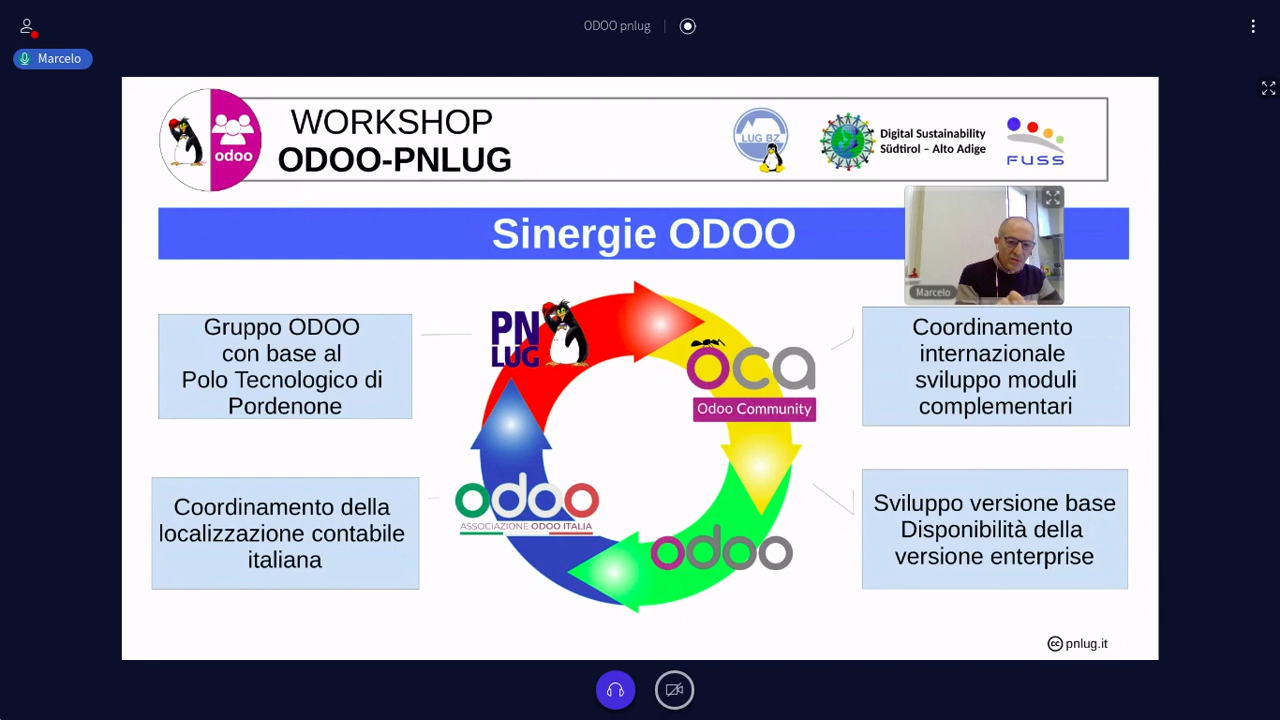 ODOO pnlug
Marcelo
WORKSHOP
ODOO-PNLUG
odoo
LUG BZ
Digital Sustainability
Südtirol – Alto Adige
FUSS
Sinergie ODOO
Marcelo
Gruppo ODOO
con base al
Polo Tecnologico di
Pordenone
PN
LUG
oca
Odoo Community
Coordinamento
internazionale
sviluppo moduli
complementari
Coordinamento della
localizzazione contabile
italiana
odoo
ASSOCIAZIONE ODOO ITALIA
odoo
Sviluppo versione base
Disponibilità della
versione enterprise
cc pnlug.it